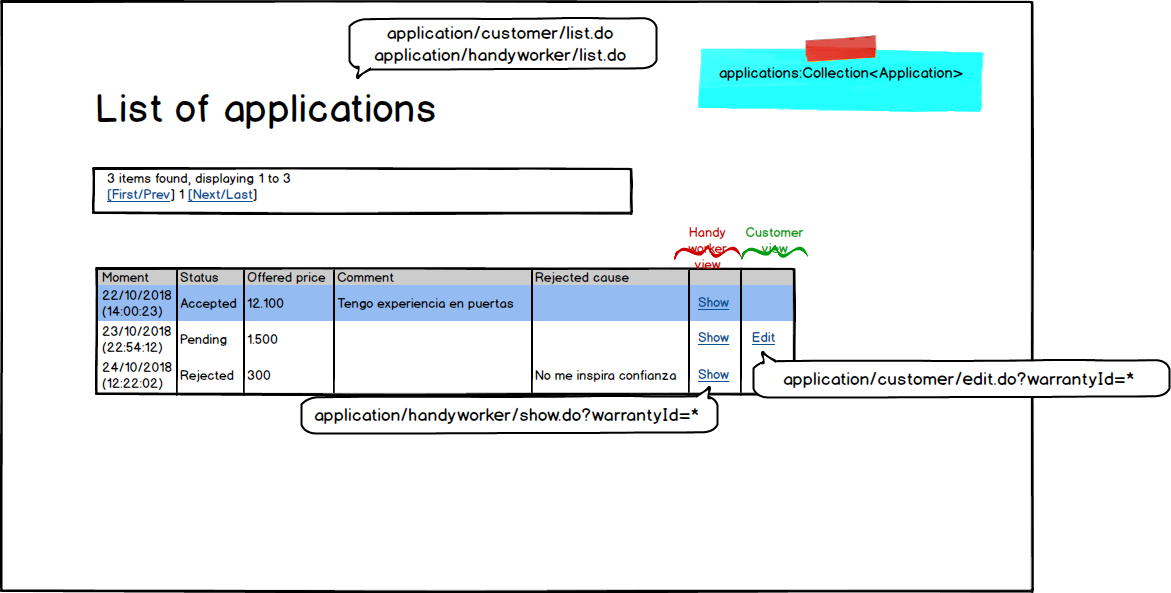 application/customer/list.do
application/handyworker/list.do
applications:Collection<Application>
List of applications
3 items found, displaying 1 to 3
[First/Prev] 1 [Next/Last]
Handy worker view
Customer view
Moment Status Offered price Comment Rejected cause
22/10/2018 (14:00:23) Accepted 12.100 Tengo experiencia en puertas Show
23/10/2018 (22:54:12) Pending 1.500 Show Edit
24/10/2018 (12:22:02) Rejected 300 No me inspira confianza Show
application/customer/edit.do?warrantyId=*
application/handyworker/show.do?warrantyId=*